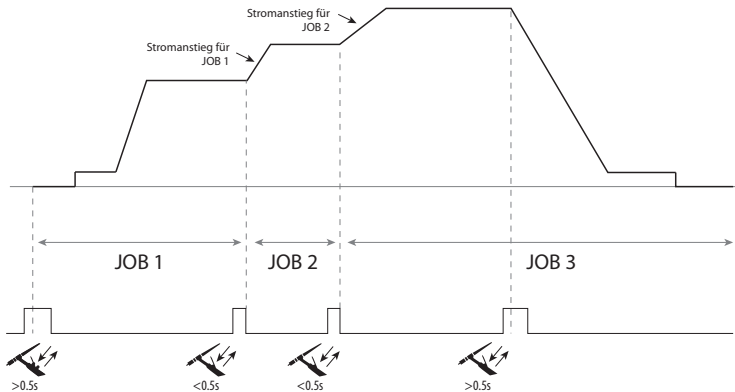 Stromanstieg für
JOB 2
Stromanstieg für
JOB 1
JOB 1
JOB 2
JOB 3
>0.5s
<0.5s
<0.5s
>0.5s